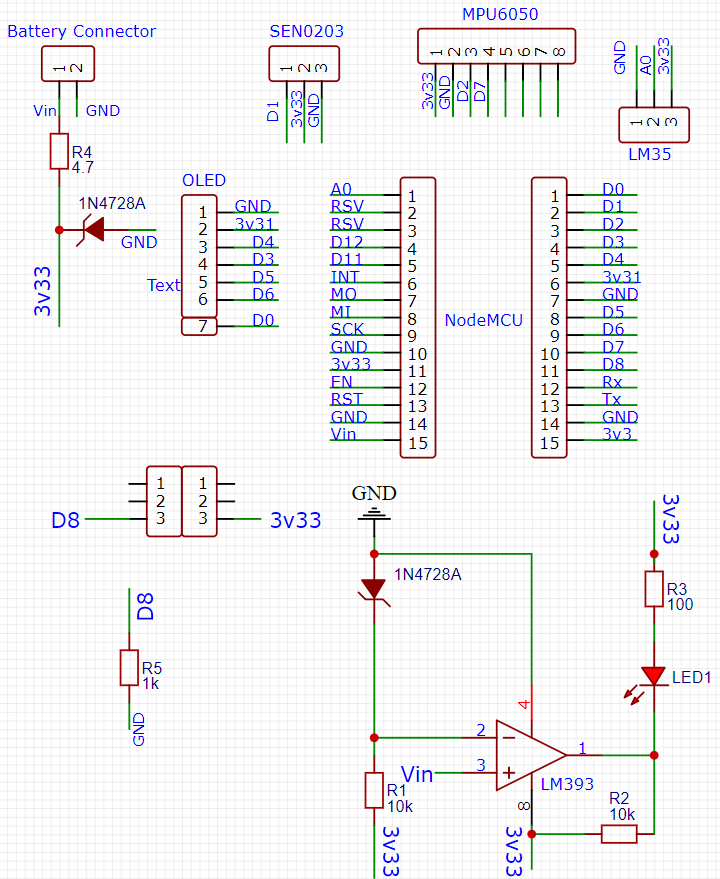 Battery Connector
1 2
Vin GND
R4
4.7
1N4728A
GND
3v33
SEN0203
1 2 3
D1 3v33 GND
MPU6050
1 2 3 4 5 6 7 8
3v33 GND D2 D7
GND A0 3v33
1 2 3
LM35
OLED
1 GND
2 3v31
3 D4
4 D3
5 D5
6 D6
7 D0
Text
A0 1
RSV 2
RSV 3
D12 4
D11 5
INT 6
MO 7
MI 8
SCK 9
GND 10
3v33 11
EN 12
RST 13
GND 14
Vin 15
NodeMCU
1 D0
2 D1
3 D2
4 D3
5 D4
6 3v31
7 GND
8 D5
9 D6
10 D7
11 D8
12 Rx
13 Tx
14 GND
15 3v3
1 1
2 2
D8 3 3 3v33
D8
R5
1k
GND
GND
1N4728A
4
2
3
Vin
1
LM393
8
3v33
R1
10k
3v33
R2
10k
3v33
R3
100
LED1